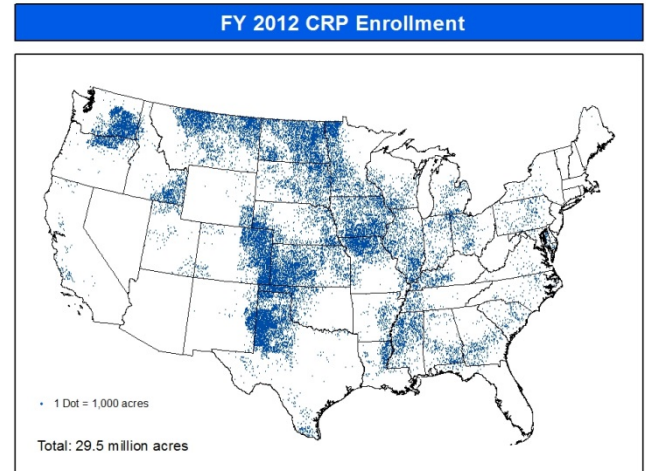 FY 2012 CRP Enrollment
1 Dot = 1,000 acres
Total: 29.5 million acres